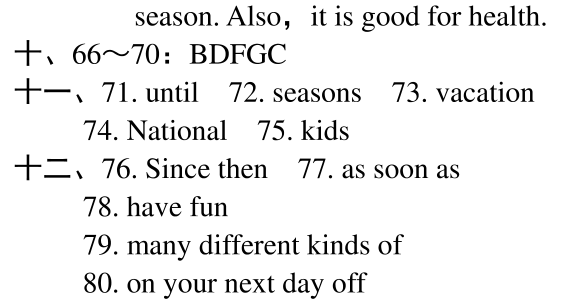 season. Also，it is good for health.
十、66～70：BDFGC
十一、71. until 72. seasons 73. vacation
74. National 75. kids
十二、76. Since then 77. as soon as
78. have fun
79. many different kinds of
80. on your next day off